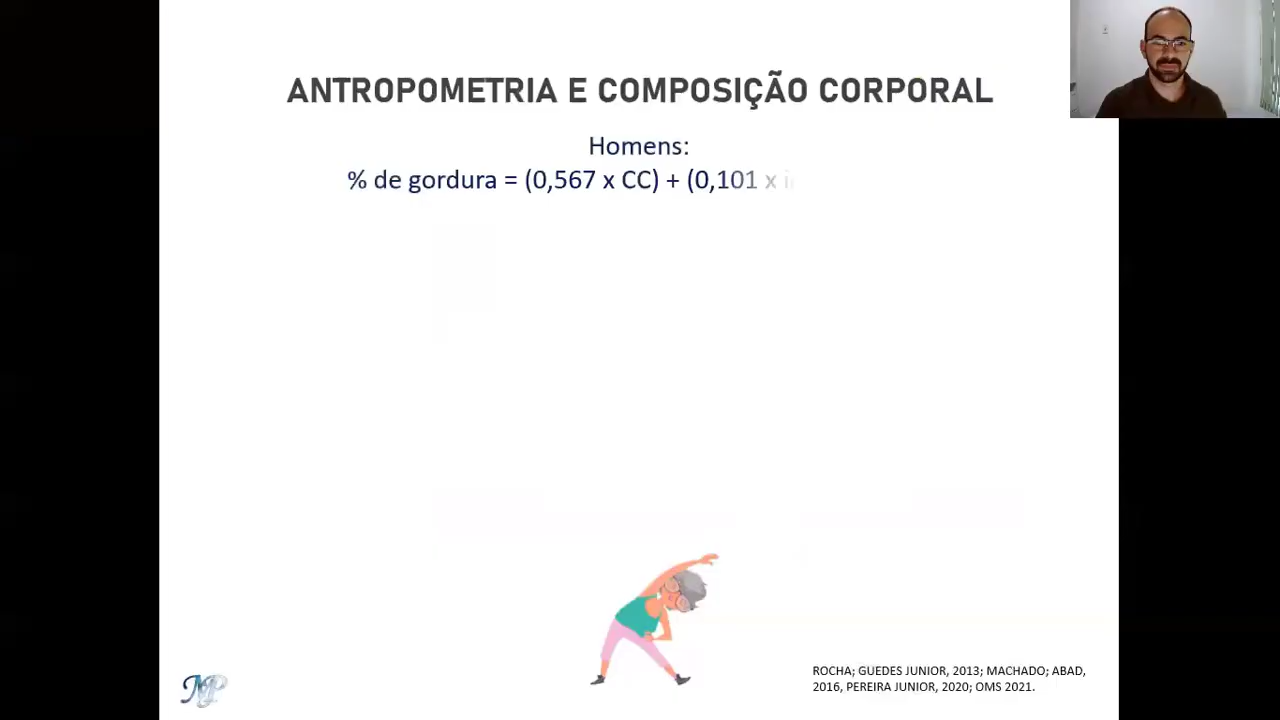 ANTROPOMETRIA E COMPOSIÇÃO CORPORAL
Homens:
% de gordura = (0,567 x CC) + (0,101 x
MP
ROCHA; GUEDES JUNIOR, 2013; MACHADO; ABAD,
2016, PEREIRA JUNIOR, 2020; OMS 2021.